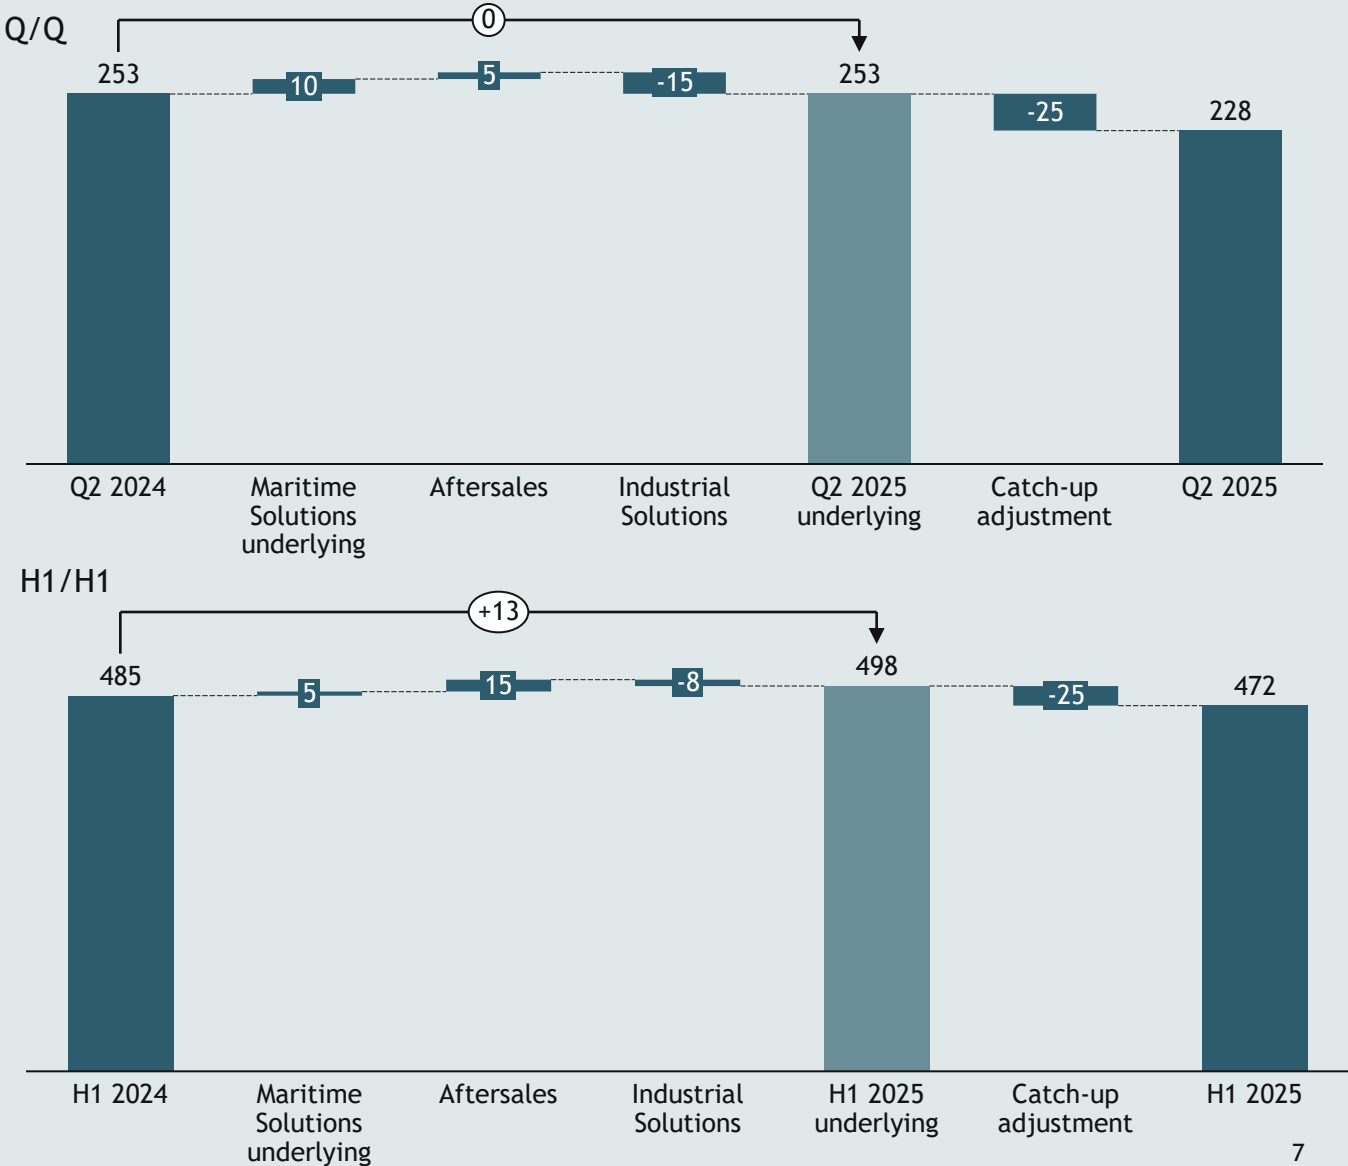 Q/Q
0
253
10
5
-15
253
-25
228
Q2 2024
Maritime
Solutions
underlying
Aftersales
Industrial
Solutions
Q2 2025
underlying
Catch-up
adjustment
Q2 2025
H1/H1
+13
485
5
15
-8
498
-25
472
H1 2024
Maritime
Solutions
underlying
Aftersales
Industrial
Solutions
H1 2025
underlying
Catch-up
adjustment
H1 2025
7